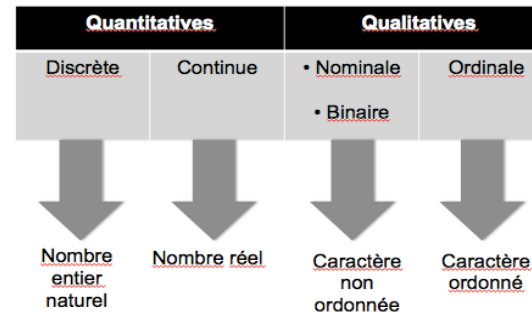 Quantitatives Qualitatives
Discrète Continue • Nominale Ordinale
• Binaire
Nombre entier naturel
Nombre réel
Caractère non ordonnée
Caractère ordonné